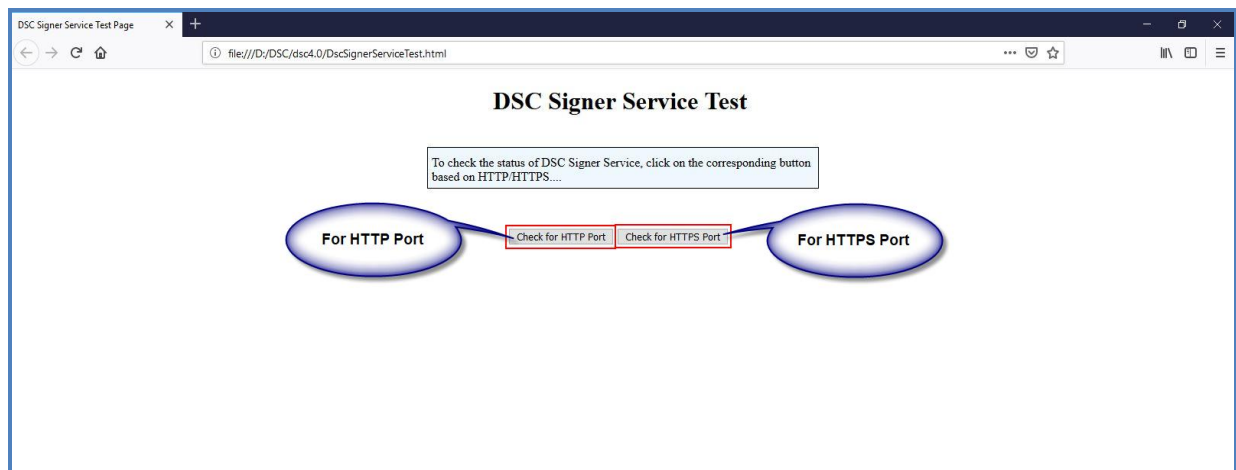 DSC Signer Service Test Page
file:///D:/DSC/dsc4.0/DscSignerServiceTest.html
DSC Signer Service Test
To check the status of DSC Signer Service, click on the corresponding button
based on HTTP/HTTPS....
For HTTP Port
Check for HTTP Port
Check for HTTPS Port
For HTTPS Port